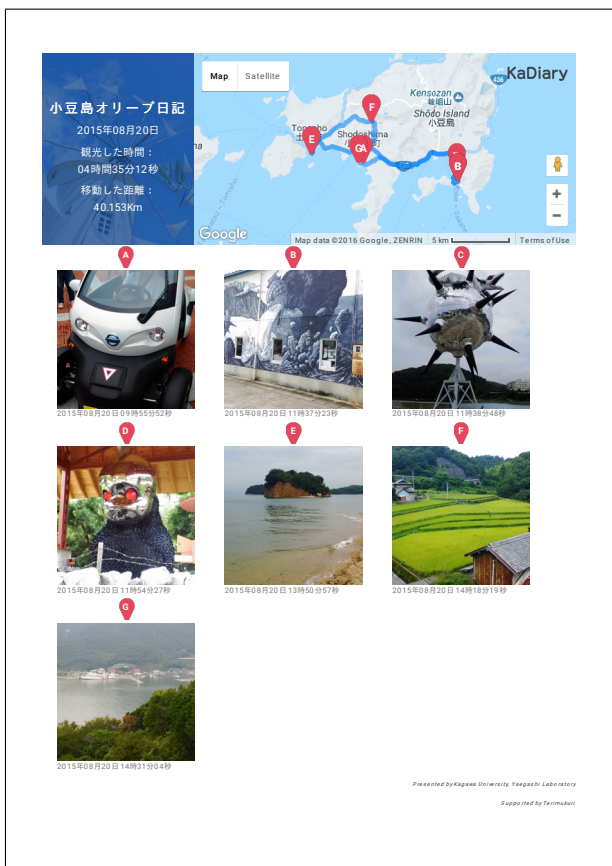 小豆島オリーブ日記
2015年08月20日
観光した時間：
04時間35分12秒
移動した距離：
40.153Km
Map Satellite
KaDiary
436
Kensozan
Shōdo Island
小豆島
Shodoshima
F
E
G A
B
+
−
Google
Map data ©2016 Google, ZENRIN 5 km Terms of Use
A B C
2015年08月20日 09時55分52秒 2015年08月20日 11時37分23秒 2015年08月20日 11時38分48秒
D E F
2015年08月20日 11時54分27秒 2015年08月20日 13時50分57秒 2015年08月20日 14時18分19秒
G
2015年08月20日 14時31分04秒
Presented by Kagawa University, Yaegashi Laboratory
Supported by Terimukuri